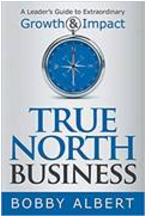 A Leader's Guide to Extraordinary
Growth & Impact
TRUE
NORTH
BUSINESS
BOBBY ALBERT